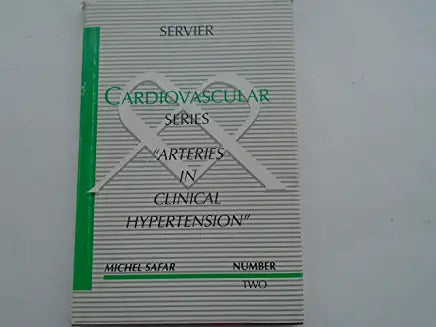 SERVIER
CARDIOVASCULAR
SERIES
"ARTERIES
IN
CLINICAL
HYPERTENSION"
MICHEL SAFAR NUMBER
TWO